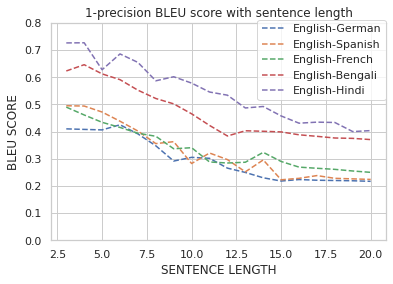 1-precision BLEU score with sentence length
English-German
English-Spanish
English-French
English-Bengali
English-Hindi
BLEU SCORE
0.8
0.7
0.6
0.5
0.4
0.3
0.2
0.1
0.0
2.5 5.0 7.5 10.0 12.5 15.0 17.5 20.0
SENTENCE LENGTH